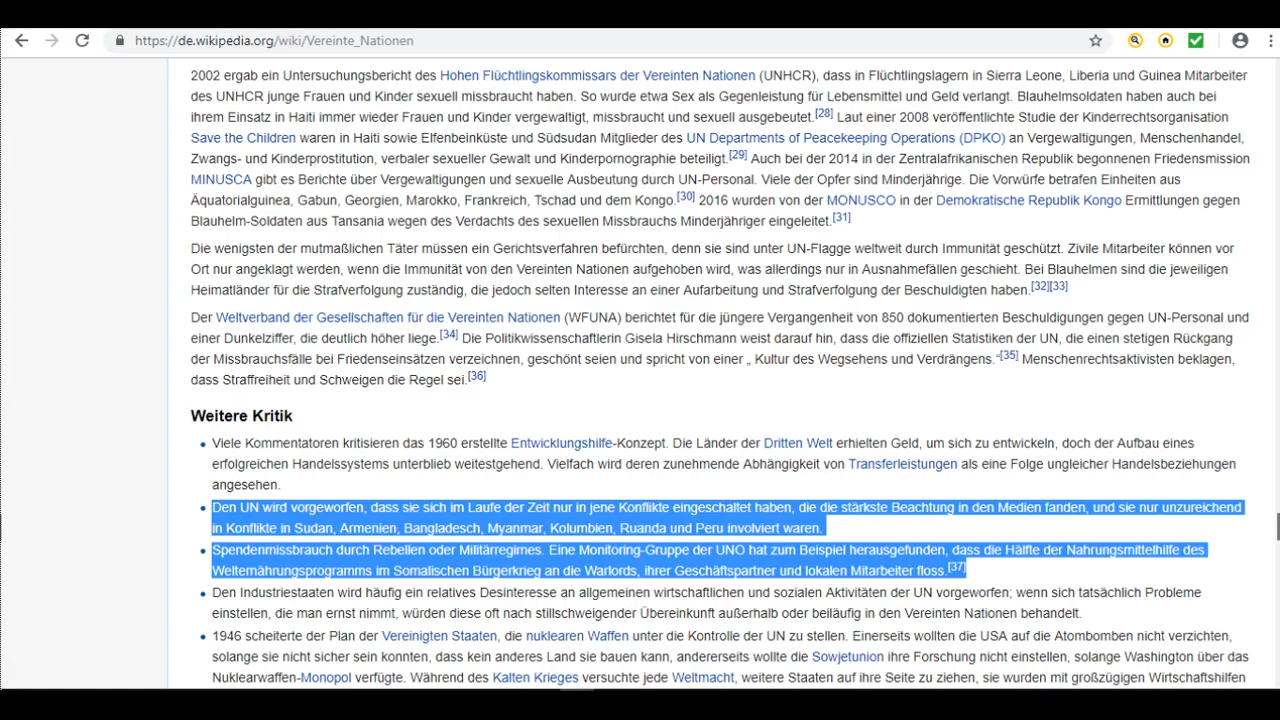 https://de.wikipedia.org/wiki/Vereinte_Nationen
2002 ergab ein Untersuchungsbericht des Hohen Flüchtlingskommissars der Vereinten Nationen (UNHCR), dass in Flüchtlingslagern in Sierra Leone, Liberia und Guinea Mitarbeiter
des UNHCR junge Frauen und Kinder sexuell missbraucht haben. So wurde etwa Sex als Gegenleistung für Lebensmittel und Geld verlangt. Blauhelmsoldaten haben auch bei
ihrem Einsatz in Haiti immer wieder Frauen und Kinder vergewaltigt, missbraucht und sexuell ausgebeutet.[28] Laut einer 2008 veröffentlichte Studie der Kinderrechtsorganisation
Save the Children waren in Haiti sowie Elfenbeinküste und Südsudan Mitglieder des UN Departments of Peacekeeping Operations (DPKO) an Vergewaltigungen, Menschenhandel,
Zwangs- und Kinderprostitution, verbaler sexueller Gewalt und Kinderpornographie beteiligt.[29] Auch bei der 2014 in der Zentralafrikanischen Republik begonnenen Friedensmission
MINUSCA gibt es Berichte über Vergewaltigungen und sexuelle Ausbeutung durch UN-Personal. Viele der Opfer sind Minderjährige. Die Vorwürfe betrafen Einheiten aus
Äquatorialguinea, Gabun, Georgien, Marokko, Frankreich, Tschad und dem Kongo.[30] 2016 wurden von der MONUSCO in der Demokratische Republik Kongo Ermittlungen gegen
Blauhelm-Soldaten aus Tansania wegen des Verdachts des sexuellen Missbrauchs Minderjähriger eingeleitet.[31]
Die wenigsten der mutmaßlichen Täter müssen ein Gerichtsverfahren befürchten, denn sie sind unter UN-Flagge weltweit durch Immunität geschützt. Zivile Mitarbeiter können vor
Ort nur angeklagt werden, wenn die Immunität von den Vereinten Nationen aufgehoben wird, was allerdings nur in Ausnahmefällen geschieht. Bei Blauhelmen sind die jeweiligen
Heimatländer für die Strafverfolgung zuständig, die jedoch selten Interesse an einer Aufarbeitung und Strafverfolgung der Beschuldigten haben.[32][33]
Der Weltverband der Gesellschaften für die Vereinten Nationen (WFUNA) berichtet für die jüngere Vergangenheit von 850 dokumentierten Beschuldigungen gegen UN-Personal und
einer Dunkelziffer, die deutlich höher liege.[34] Die Politikwissenschaftlerin Gisela Hirschmann weist darauf hin, dass die offiziellen Statistiken der UN, die einen stetigen Rückgang
der Missbrauchsfälle bei Friedenseinsätzen verzeichnen, geschönt seien und spricht von einer „ Kultur des Wegsehens und Verdrängens.“[35] Menschenrechtsaktivisten beklagen,
dass Straffreiheit und Schweigen die Regel sei.[36]
Weitere Kritik
Viele Kommentatoren kritisieren das 1960 erstellte Entwicklungshilfe-Konzept. Die Länder der Dritten Welt erhielten Geld, um sich zu entwickeln, doch der Aufbau eines
erfolgreichen Handelssystems unterblieb weitestgehend. Vielfach wird deren zunehmende Abhängigkeit von Transferleistungen als eine Folge ungleicher Handelsbeziehungen
angesehen.
Den UN wird vorgeworfen, dass sie sich im Laufe der Zeit nur in jene Konflikte eingeschaltet haben, die die stärkste Beachtung in den Medien fanden, und sie nur unzureichend
in Konflikte in Sudan, Armenien, Bangladesch, Myanmar, Kolumbien, Ruanda und Peru involviert waren.
Spendenmissbrauch durch Rebellen oder Militärregimes. Eine Monitoring-Gruppe der UNO hat zum Beispiel herausgefunden, dass die Hälfte der Nahrungsmittelhilfe des
Welternährungsprogramms im Somalischen Bürgerkrieg an die Warlords, ihrer Geschäftspartner und lokalen Mitarbeiter floss.[37]
Den Industriestaaten wird häufig ein relatives Desinteresse an allgemeinen wirtschaftlichen und sozialen Aktivitäten der UN vorgeworfen; wenn sich tatsächlich Probleme
einstellen, die man ernst nimmt, würden diese oft nach stillschweigender Übereinkunft außerhalb oder beiläufig in den Vereinten Nationen behandelt.
1946 scheiterte der Plan der Vereinigten Staaten, die nuklearen Waffen unter die Kontrolle der UN zu stellen. Einerseits wollten die USA auf die Atombomben nicht verzichten,
solange sie nicht sicher sein konnten, dass kein anderes Land sie bauen kann, andererseits wollte die Sowjetunion ihre Forschung nicht einstellen, solange Washington über das
Nuklearwaffen-Monopol verfügte. Während des Kalten Krieges versuchte jede Weltmacht, weitere Staaten auf ihre Seite zu ziehen, sie wurden mit großzügigen Wirtschaftshilfen